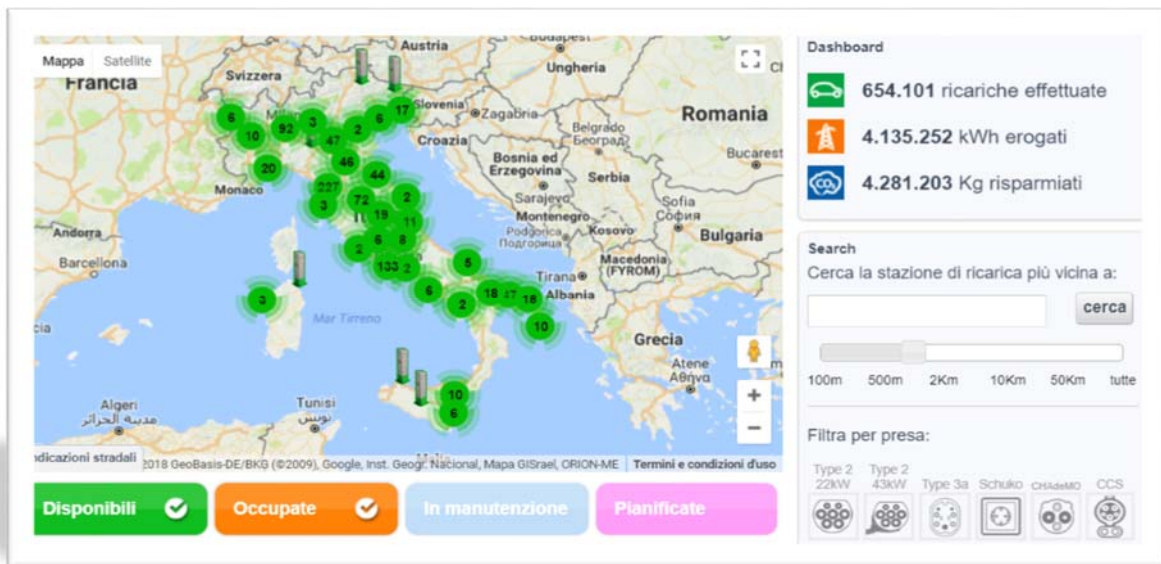 Mappa Satellite
Francia
Svizzera
Austria
Budapest
Ungheria
Slovenia
Zagabria
Croazia
Romania
Belgrado
Београд
Bosnia ed
Erzegovina
Serbia
Bucarest
Sarajevo
Montenegro
Podgorica
Подгорица
Kosovo
Sofia
София
Bulgaria
Macedonia
(FYROM)
Tirana
Albania
Monaco
Andorra
Barcellona
Mar Tirreno
Grecia
Atene
Αθήνα
Algeri
مدينة الجزائر
Tunisi
تونس
Malta
6
10
92
3
47
2
6
17
20
46
44
227
3
72
2
19
11
6
8
2
133
2
5
6
2
18
47
18
10
3
10
6
ndicazioni stradali
2018 GeoBasis-DE/BKG (©2009), Google, Inst. Geogr. Nacional, Mapa GISrael, ORION-ME
Termini e condizioni d'uso
Disponibili
Occupate
In manutenzione
Pianificate
Dashboard
654.101 ricariche effettuate
4.135.252 kWh erogati
CO2
4.281.203 Kg risparmiati
Search
Cerca la stazione di ricarica più vicina a:
cerca
100m 500m 2Km 10Km 50Km tutte
Filtra per presa:
Type 2
22kW
Type 2
43kW
Type 3a
Schuko
CHAdeMO
CCS